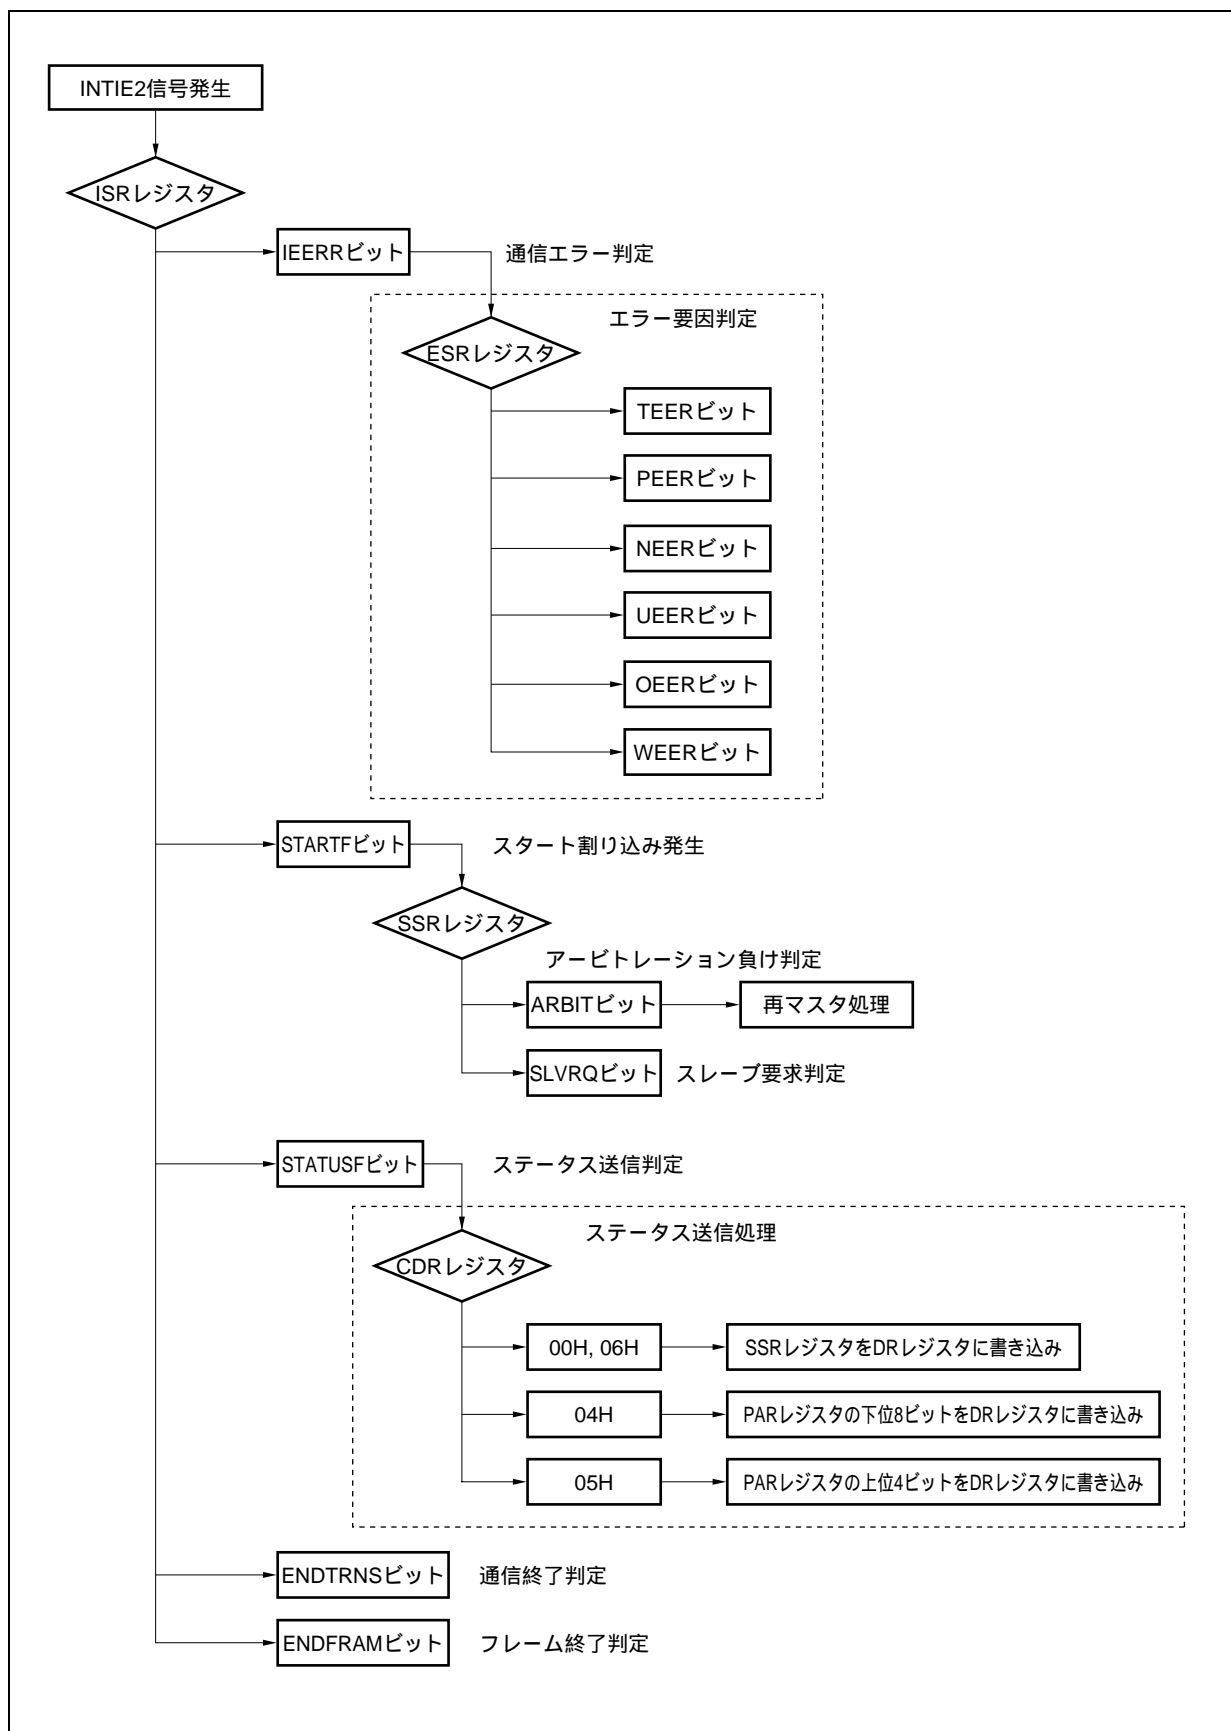 INTIE2信号発生
ISRレジスタ
IEERRビット
通信エラー判定
エラー要因判定
ESRレジスタ
TEERビット
PEERビット
NEERビット
UEERビット
OEERビット
WEERビット
STARTFビット
スタート割り込み発生
SSRレジスタ
アービトレーション負け判定
ARBITビット
再マスタ処理
SLVRQビット
スレーブ要求判定
STATUSFビット
ステータス送信判定
ステータス送信処理
CDRレジスタ
00H, 06H
SSRレジスタをDRレジスタに書き込み
04H
PARレジスタの下位8ビットをDRレジスタに書き込み
05H
PARレジスタの上位4ビットをDRレジスタに書き込み
ENDTRNSビット
通信終了判定
ENDFRAMビット
フレーム終了判定